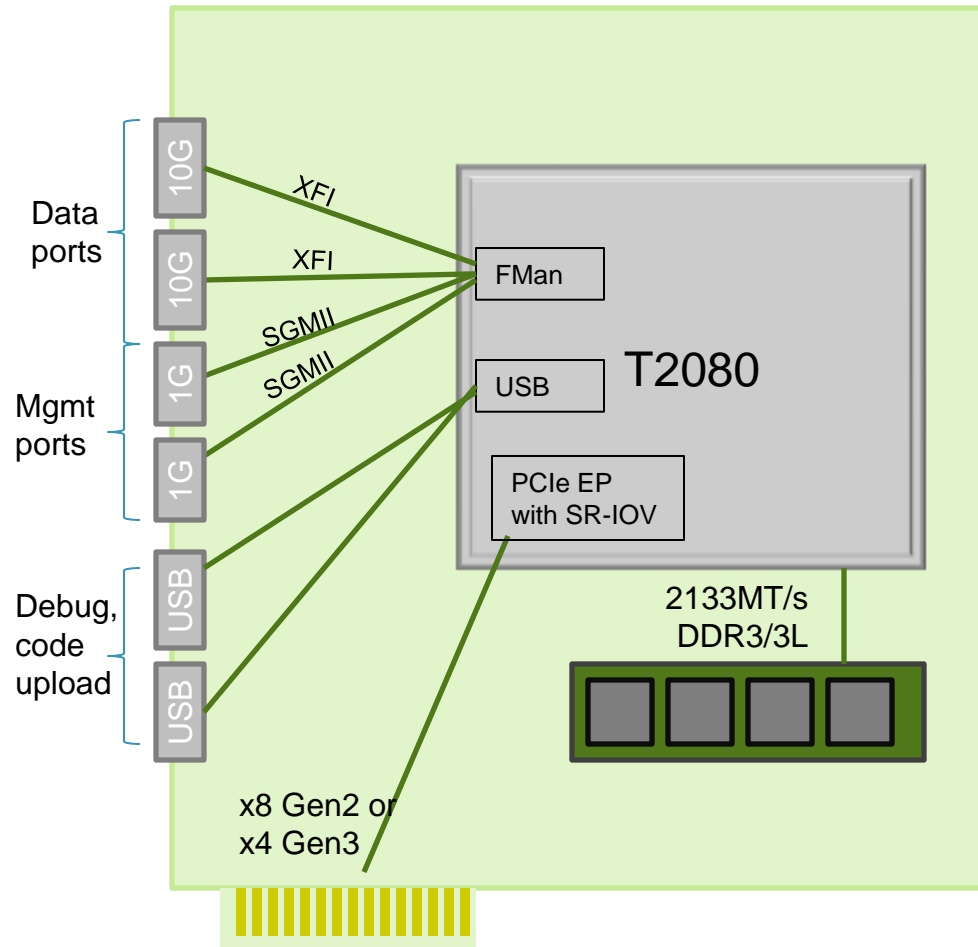 Data
ports
10G
XFI
10G
XFI
SGMII
SGMII
Mgmt
ports
1G
1G
Debug,
code
upload
USB
USB
FMan
USB
T2080
PCIe EP
with SR-IOV
2133MT/s
DDR3/3L
x8 Gen2 or
x4 Gen3